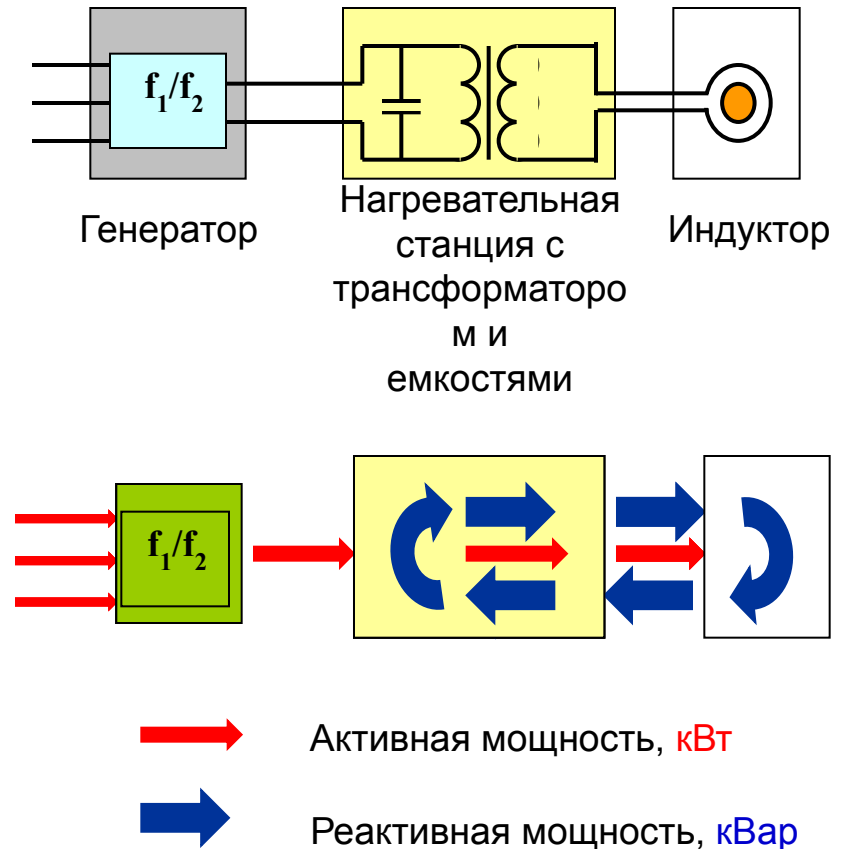 f₁/f₂
Генератор
Нагревательная
станция с
трансформаторо
м и
емкостями
Индуктор
f₁/f₂
Активная мощность, кВт
Реактивная мощность, кВар